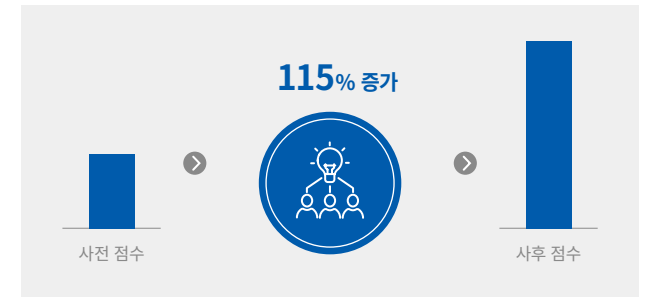 115% 증가
사전 점수
사후 점수